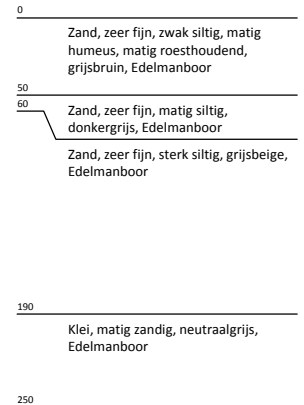 0
Zand, zeer fijn, zwak siltig, matig
humeus, matig roesthoudend,
grijsbruin, Edelmanboor
50
60
Zand, zeer fijn, matig siltig,
donkergrijs, Edelmanboor
Zand, zeer fijn, sterk siltig, grijsbeige,
Edelmanboor
190
Klei, matig zandig, neutraalgrijs,
Edelmanboor
250